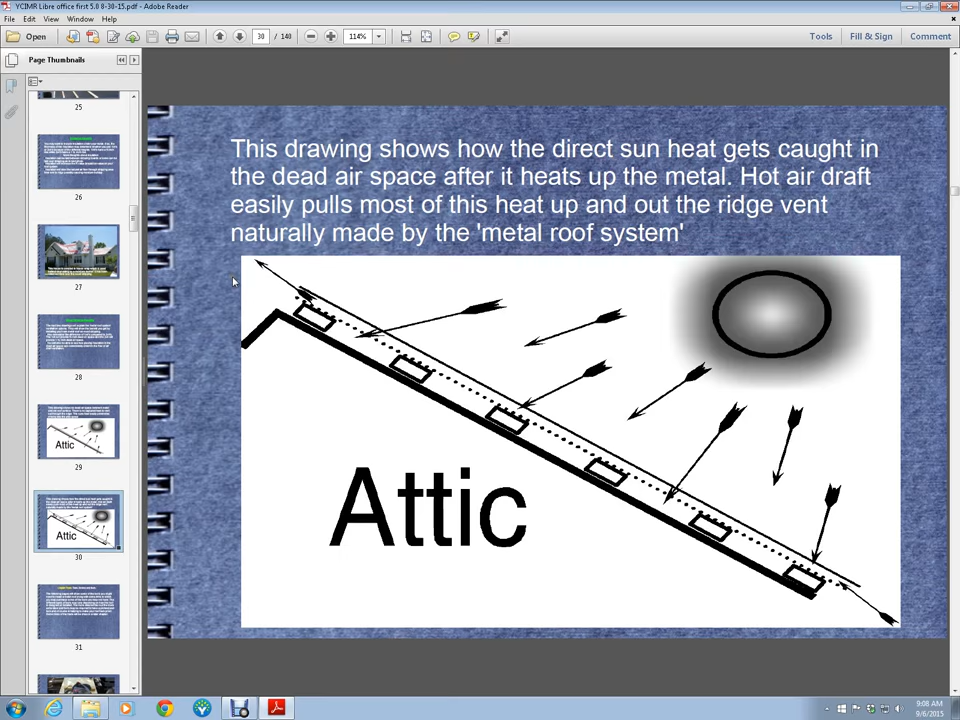 YCIMR Libre office first 5.0 8-30-15.pdf - Adobe Reader
File Edit View Window Help
Open 30 / 140 114% Tools Fill & Sign Comment
Page Thumbnails
25
26
27
28
29
Attic
30
Attic
31
This drawing shows how the direct sun heat gets caught in
the dead air space after it heats up the metal. Hot air draft
easily pulls most of this heat up and out the ridge vent
naturally made by the 'metal roof system'
Attic
9:08 AM
9/6/2015